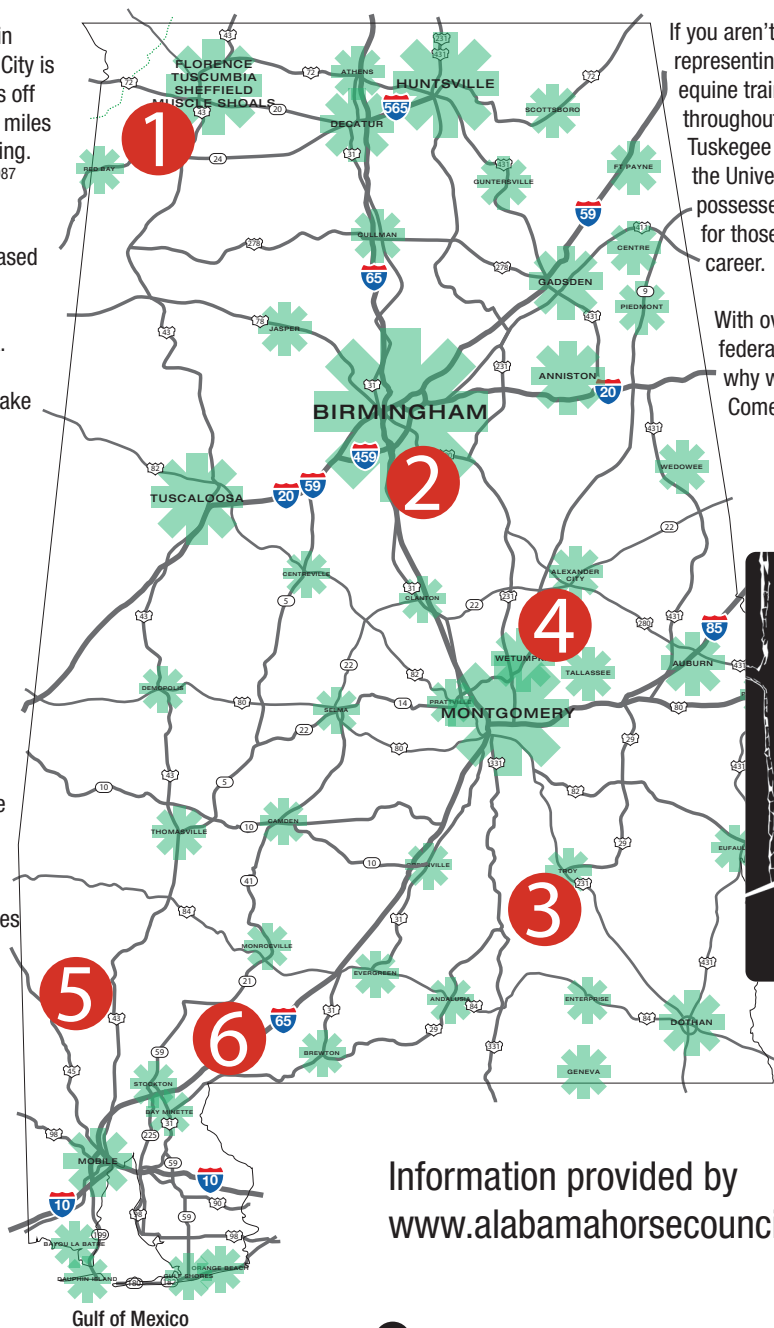 in
City is
s off
miles
ing.
87
ased
.
ake
e
es
If you aren't
representing
equine trai
throughout
Tuskegee
the Unive
possesse
for those
career.
With ov
federa
why w
Come
FLORENCE
TUSCUMBIA
SHEFFIELD
MUSCLE SHOALS
ATHENS
HUNTSVILLE
SCOTTSBORO
DECATUR
565
1
RED BAY
GUNTERSVILLE
FT PAYNE
59
CULLMAN
65
CENTRE
GADSDEN
PIEDMONT
JASPER
ANNISTON
20
BIRMINGHAM
459
2
WEDOWEE
TUSCALOOSA
20
59
CENTREVILLE
ALEXANDER
CITY
CLANTON
4
85
WETUMP
TALLASSEE
AUBURN
DEMOPOLIS
SELMA
PRATTVILLE
MONTGOMERY
THOMASVILLE
CAMDEN
GREENVILLE
TROY
EUFAUL
3
MONROEVILLE
EVERGREEN
ANDALUSIA
ENTERPRISE
DOTHAN
5
6
65
BREWTON
GENEVA
STOCKTON
BAY MINETTE
MOBILE
10
10
BAYOU LA BATRE
DAUPHIN ISLAND
GULF SHORES
ORANGE BEACH
Gulf of Mexico
Information provided by
www.alabamahorsecounci